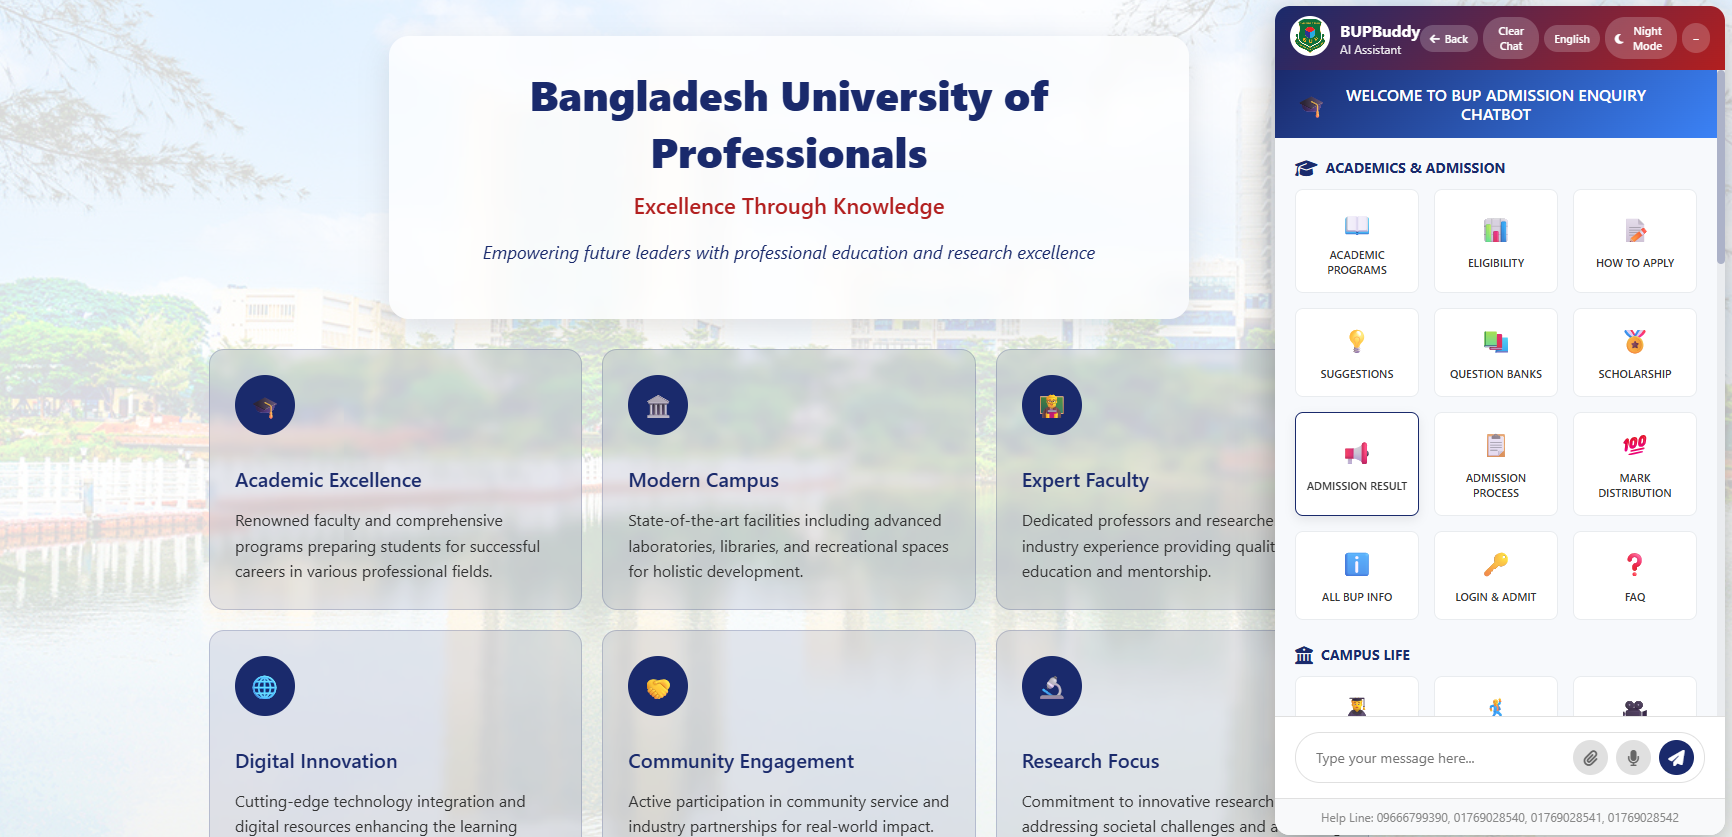 Bangladesh University of
Professionals
Excellence Through Knowledge
Empowering future leaders with professional education and research excellence
Academic Excellence
Renowned faculty and comprehensive
programs preparing students for successful
careers in various professional fields.
Modern Campus
State-of-the-art facilities including advanced
laboratories, libraries, and recreational spaces
for holistic development.
Expert Faculty
Dedicated professors and researche
industry experience providing qualit
education and mentorship.
Digital Innovation
Cutting-edge technology integration and
digital resources enhancing the learning
Community Engagement
Active participation in community service and
industry partnerships for real-world impact.
Research Focus
Commitment to innovative research
addressing societal challenges and a
BUPBuddy
AI Assistant
Back
Clear
Chat
English
Night
Mode
–
WELCOME TO BUP ADMISSION ENQUIRY
CHATBOT
ACADEMICS & ADMISSION
ACADEMIC
PROGRAMS
ELIGIBILITY
HOW TO APPLY
SUGGESTIONS
QUESTION BANKS
SCHOLARSHIP
ADMISSION RESULT
ADMISSION
PROCESS
100
MARK
DISTRIBUTION
ALL BUP INFO
LOGIN & ADMIT
FAQ
CAMPUS LIFE
Type your message here...
Help Line: 09666799390, 01769028540, 01769028541, 01769028542